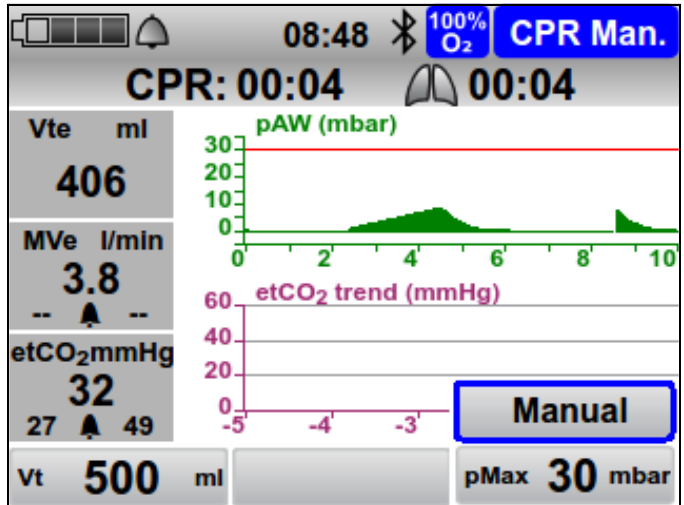 08:48 100% O₂ CPR Man.
CPR: 00:04 00:04
Vte ml
406
MVe l/min
3.8
-- --
etCO₂mmHg
32
27 49
pAW (mbar)
30
20
10
0
0 2 4 6 8 10
etCO₂ trend (mmHg)
60
40
20
0
-5 -4 -3
Manual
Vt 500 ml
pMax 30 mbar